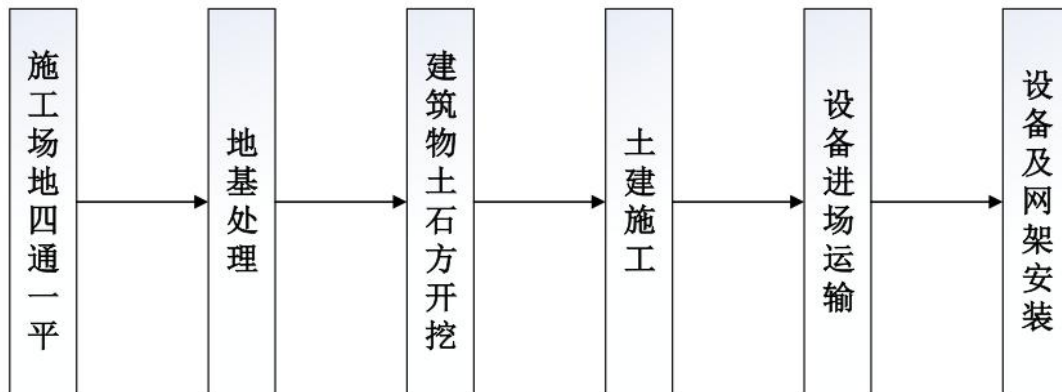 施工场地四通一平
地基处理
建筑物土石方开挖
土建施工
设备进场运输
设备及网架安装